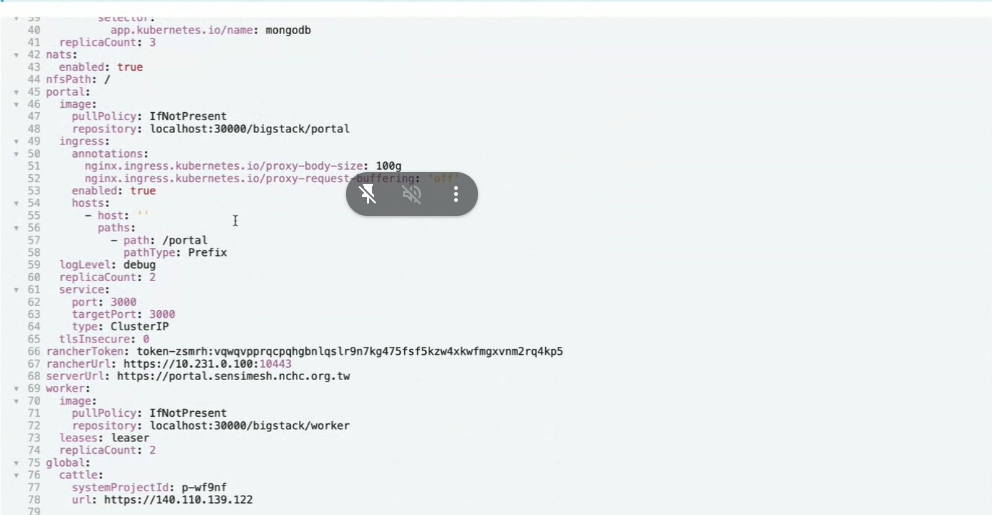 39 selector:
40 app.kubernetes.io/name: mongodb
41 replicaCount: 3
42 nats:
43 enabled: true
44 nfsPath: /
45 portal:
46 image:
47 pullPolicy: IfNotPresent
48 repository: localhost:30000/bigstack/portal
49 ingress:
50 annotations:
51 nginx.ingress.kubernetes.io/proxy-body-size: 100g
52 nginx.ingress.kubernetes.io/proxy-request-buffering: 'off'
53 enabled: true
54 hosts:
55 - host: ''
56 paths:
57 - path: /portal
58 pathType: Prefix
59 logLevel: debug
60 replicaCount: 2
61 service:
62 port: 3000
63 targetPort: 3000
64 type: ClusterIP
65 tlsInsecure: 0
66 rancherToken: token-zsmrh:vqwqvpprqcpqhgbnlqslr9n7kg475fsf5kzw4xkwfmgxvnm2rq4kp5
67 rancherUrl: https://10.231.0.100:10443
68 serverUrl: https://portal.sensimesh.nchc.org.tw
69 worker:
70 image:
71 pullPolicy: IfNotPresent
72 repository: localhost:30000/bigstack/worker
73 leases: leaser
74 replicaCount: 2
75 global:
76 cattle:
77 systemProjectId: p-wf9nf
78 url: https://140.110.139.122
79